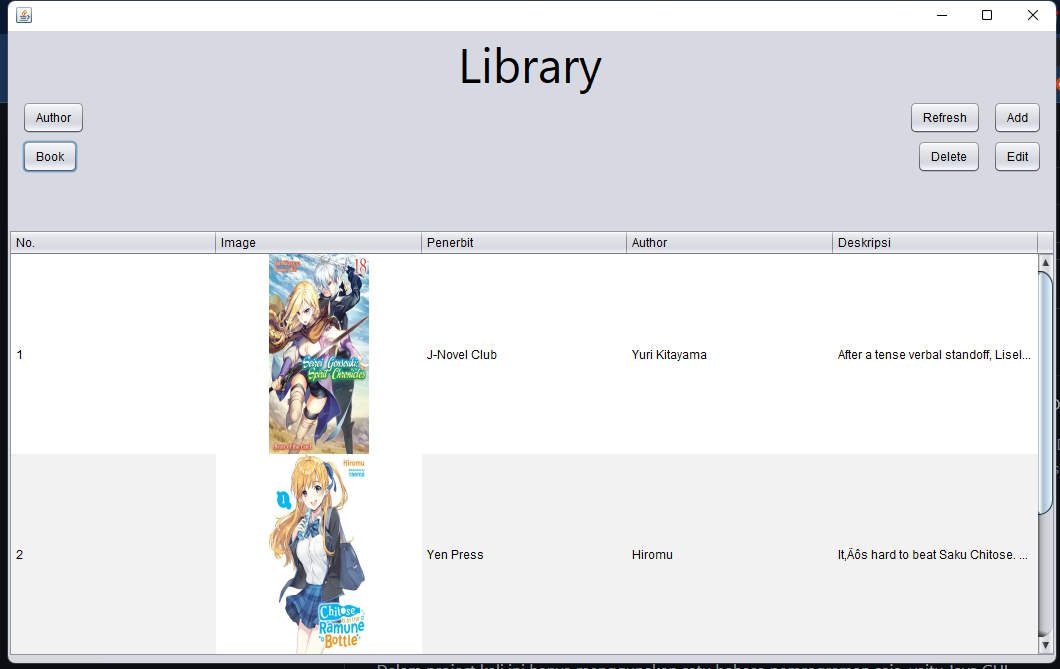 Library
Author
Refresh
Add
Book
Delete
Edit
No.
Image
Penerbit
Author
Deskripsi
18
Seirei Gensouki:
Spirit Chronicles
1
J-Novel Club
Yuri Kitayama
After a tense verbal standoff, Lisel...
Hiromu
raemz
1
Chitose
is in the
Ramune
Bottle
2
Yen Press
Hiromu
It‚Äôs hard to beat Saku Chitose. ...